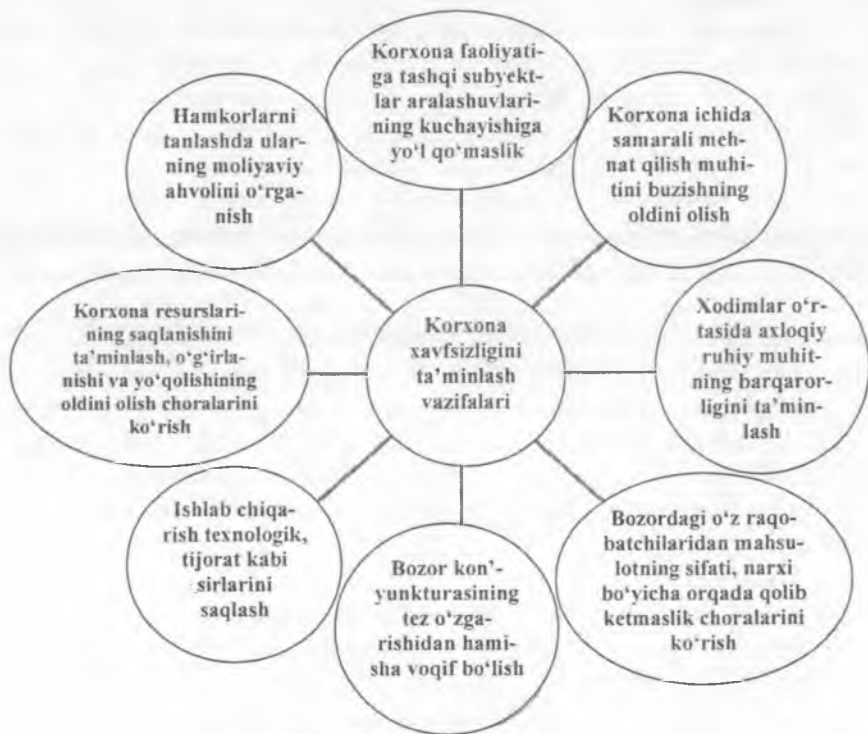 Korxona faoliyati-
ga tashqi subyekt-
lar aralashuvlari-
ning kuchayishiga
yo‘l qo‘maslik
Hamkorlarni
tanlashda ular-
ning moliyaviy
ahvolini o‘rga-
nish
Korxona ichida
samarali meh-
nat qilish muhi-
tini buzishning
oldini olish
Korxona resurslari-
ning saqlanishini
ta’minlash, o‘g‘irla-
nishi va yo‘qolishining
oldini olish choralarini
ko‘rish
Korxona
xavfsizligini
ta’minlash
vazifalari
Xodimlar o‘r-
tasida axloqiy
ruhiy muhit-
ning barqaror-
ligini ta’min-
lash
Ishlab chiqa-
rish texnologik,
tijorat kabi
sirlarini
saqlash
Bozor kon’-
yunkturasining
tez o‘zga-
rishidan hami-
sha voqif bo‘lish
Bozordagi o‘z raqo-
batchilaridan mahsu-
lotning sifati, narxi
bo‘yicha orqada qolib
ketmaslik choralarini
ko‘rish